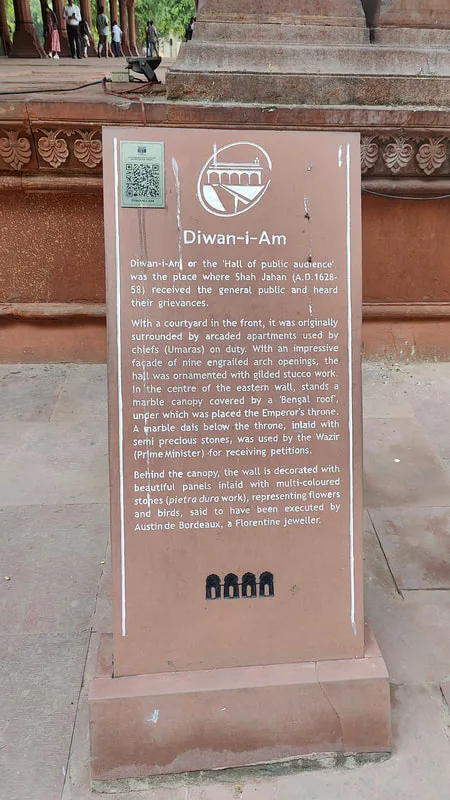 DIWAN-I-AM
Diwan-i-Am
Diwan-i-Am or the 'Hall of public audience'
was the place where Shah Jahan (A.D.1628-
58) received the general public and heard
their grievances.
With a courtyard in the front, it was originally
surrounded by arcaded apartments used by
chiefs (Umaras) on duty. With an impressive
façade of nine engrailed arch openings, the
hall was ornamented with gilded stucco work.
In the centre of the eastern wall, stands a
marble canopy covered by a 'Bengal roof',
under which was placed the Emperor's throne.
A marble dais below the throne, inlaid with
semi precious stones, was used by the Wazir
(Prime Minister) for receiving petitions.
Behind the canopy, the wall is decorated with
beautiful panels inlaid with multi-coloured
stones (pietra dura work), representing flowers
and birds, said to have been executed by
Austin de Bordeaux, a Florentine jeweller.